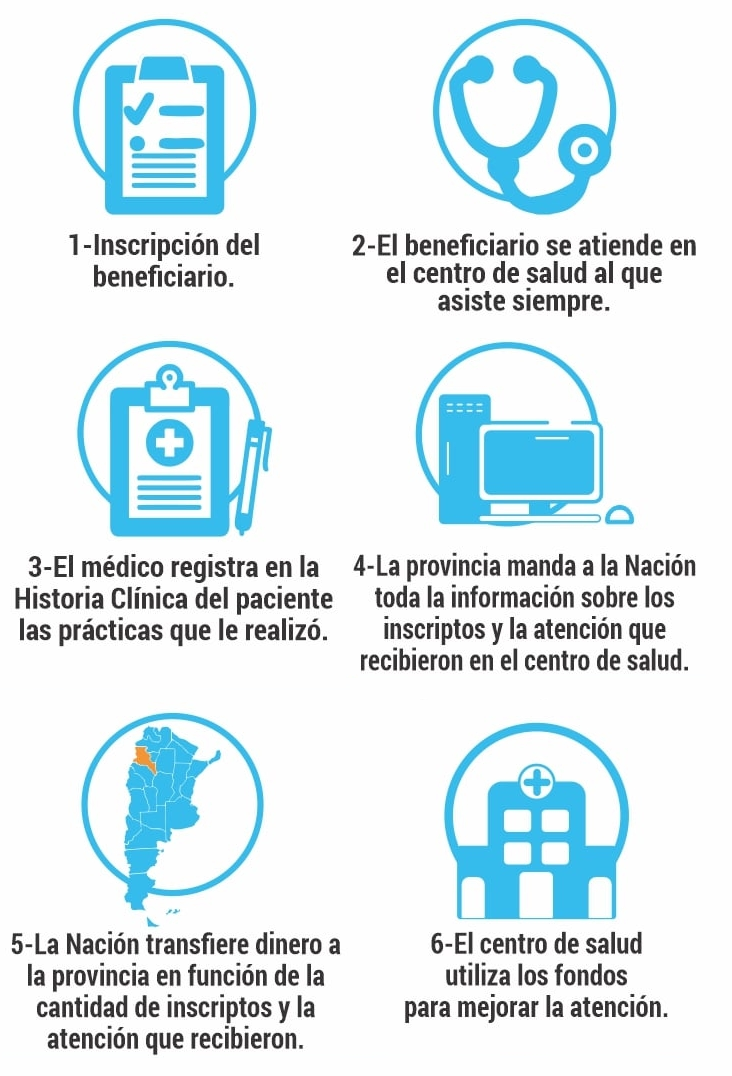 1-Inscripción del
beneficiario.
2-El beneficiario se atiende en
el centro de salud al que
asiste siempre.
3-El médico registra en la
Historia Clínica del paciente
las prácticas que le realizó.
4-La provincia manda a la Nación
toda la información sobre los
inscriptos y la atención que
recibieron en el centro de salud.
5-La Nación transfiere dinero a
la provincia en función de la
cantidad de inscriptos y la
atención que recibieron.
6-El centro de salud
utiliza los fondos
para mejorar la atención.